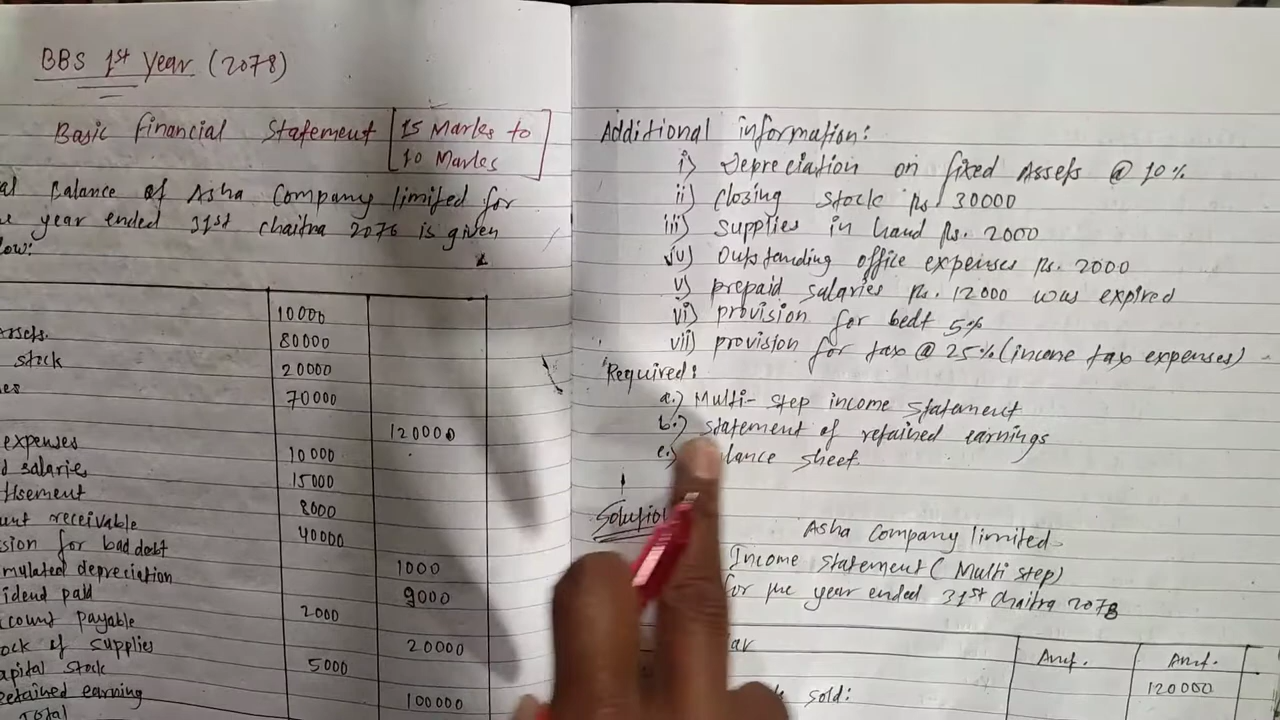 BBS 1st Year (2078)
Basic Financial Statement [15 Marks to
10 Marks]
al balance of Asha Company limited for
year ended 31st chaitra 2076 is given
low:
10000
Assets. 80000
stock 20000
es 70000
120000
expenses 10000
d salaries 15000
tisement 8000
unt receivable 40000
sion for bad debt 1000
mulated depreciation 9000
idend paid 2000
ccount payable 20000
ock of supplies 5000
apital stock 100000
retained earning
Total
Additional information:
i) Depreciation on fixed Assets @ 10%
ii) closing stock Rs. 30000
iii) supplies in hand Rs. 2000
iv) Outstanding office expenses Rs. 2000
v) prepaid salaries Rs. 12000 was expired
vi) provision for bedt 5%
vii) provision for tax @ 25% (income tax expenses)
Required:
a.) Multi-step income statement
b.) statement of retained earnings
c.) lance sheet.
Solution
Asha Company limited.
Income statement (Multi step)
for the year ended 31st chaitra 2078
ar Amt. Amt.
120000
sold: